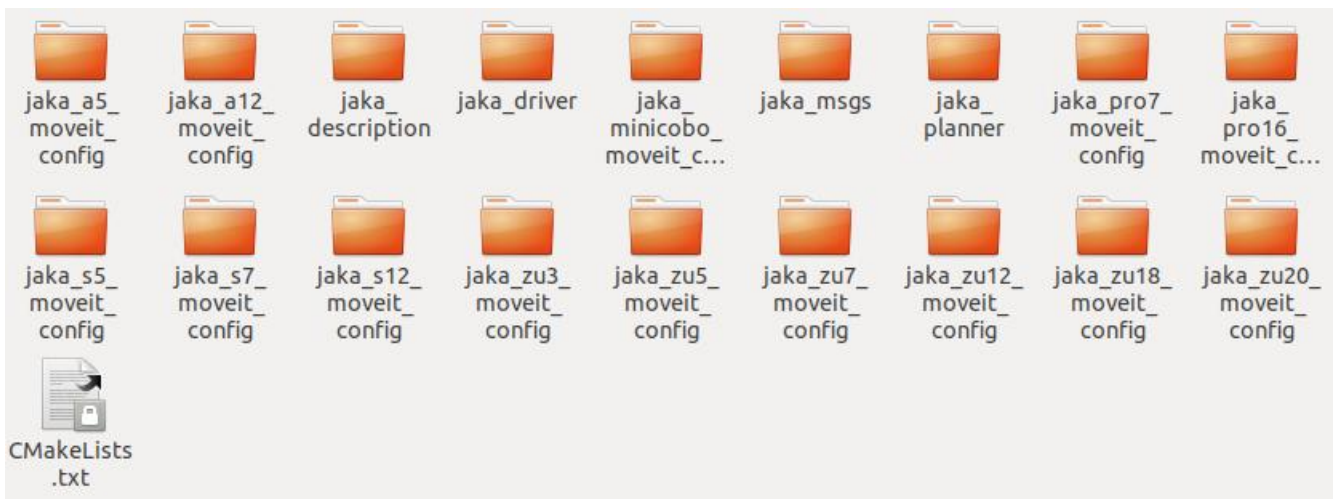 jaka_a5_
moveit_
config
jaka_a12_
moveit_
config
jaka_
description
jaka_driver
jaka_
minicobo_
moveit_c...
jaka_msgs
jaka_
planner
jaka_pro7_
moveit_
config
jaka_
pro16_
moveit_c...
jaka_s5_
moveit_
config
jaka_s7_
moveit_
config
jaka_s12_
moveit_
config
jaka_zu3_
moveit_
config
jaka_zu5_
moveit_
config
jaka_zu7_
moveit_
config
jaka_zu12_
moveit_
config
jaka_zu18_
moveit_
config
jaka_zu20_
moveit_
config
CMakeLists
.txt